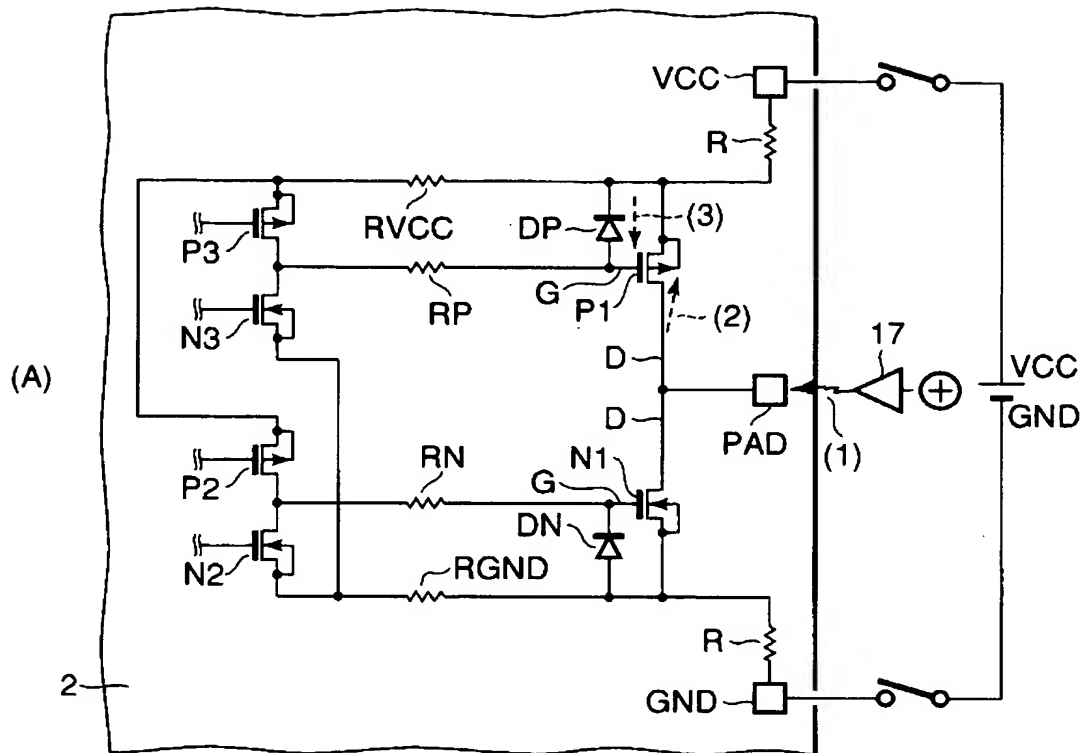 VCC
R
RVCC
DP
(3)
P3
G
P1
RP
(2)
N3
D
17
(A)
VCC
GND
D
PAD
(1)
RN
N1
P2
G
DN
N2
RGND
R
2
GND